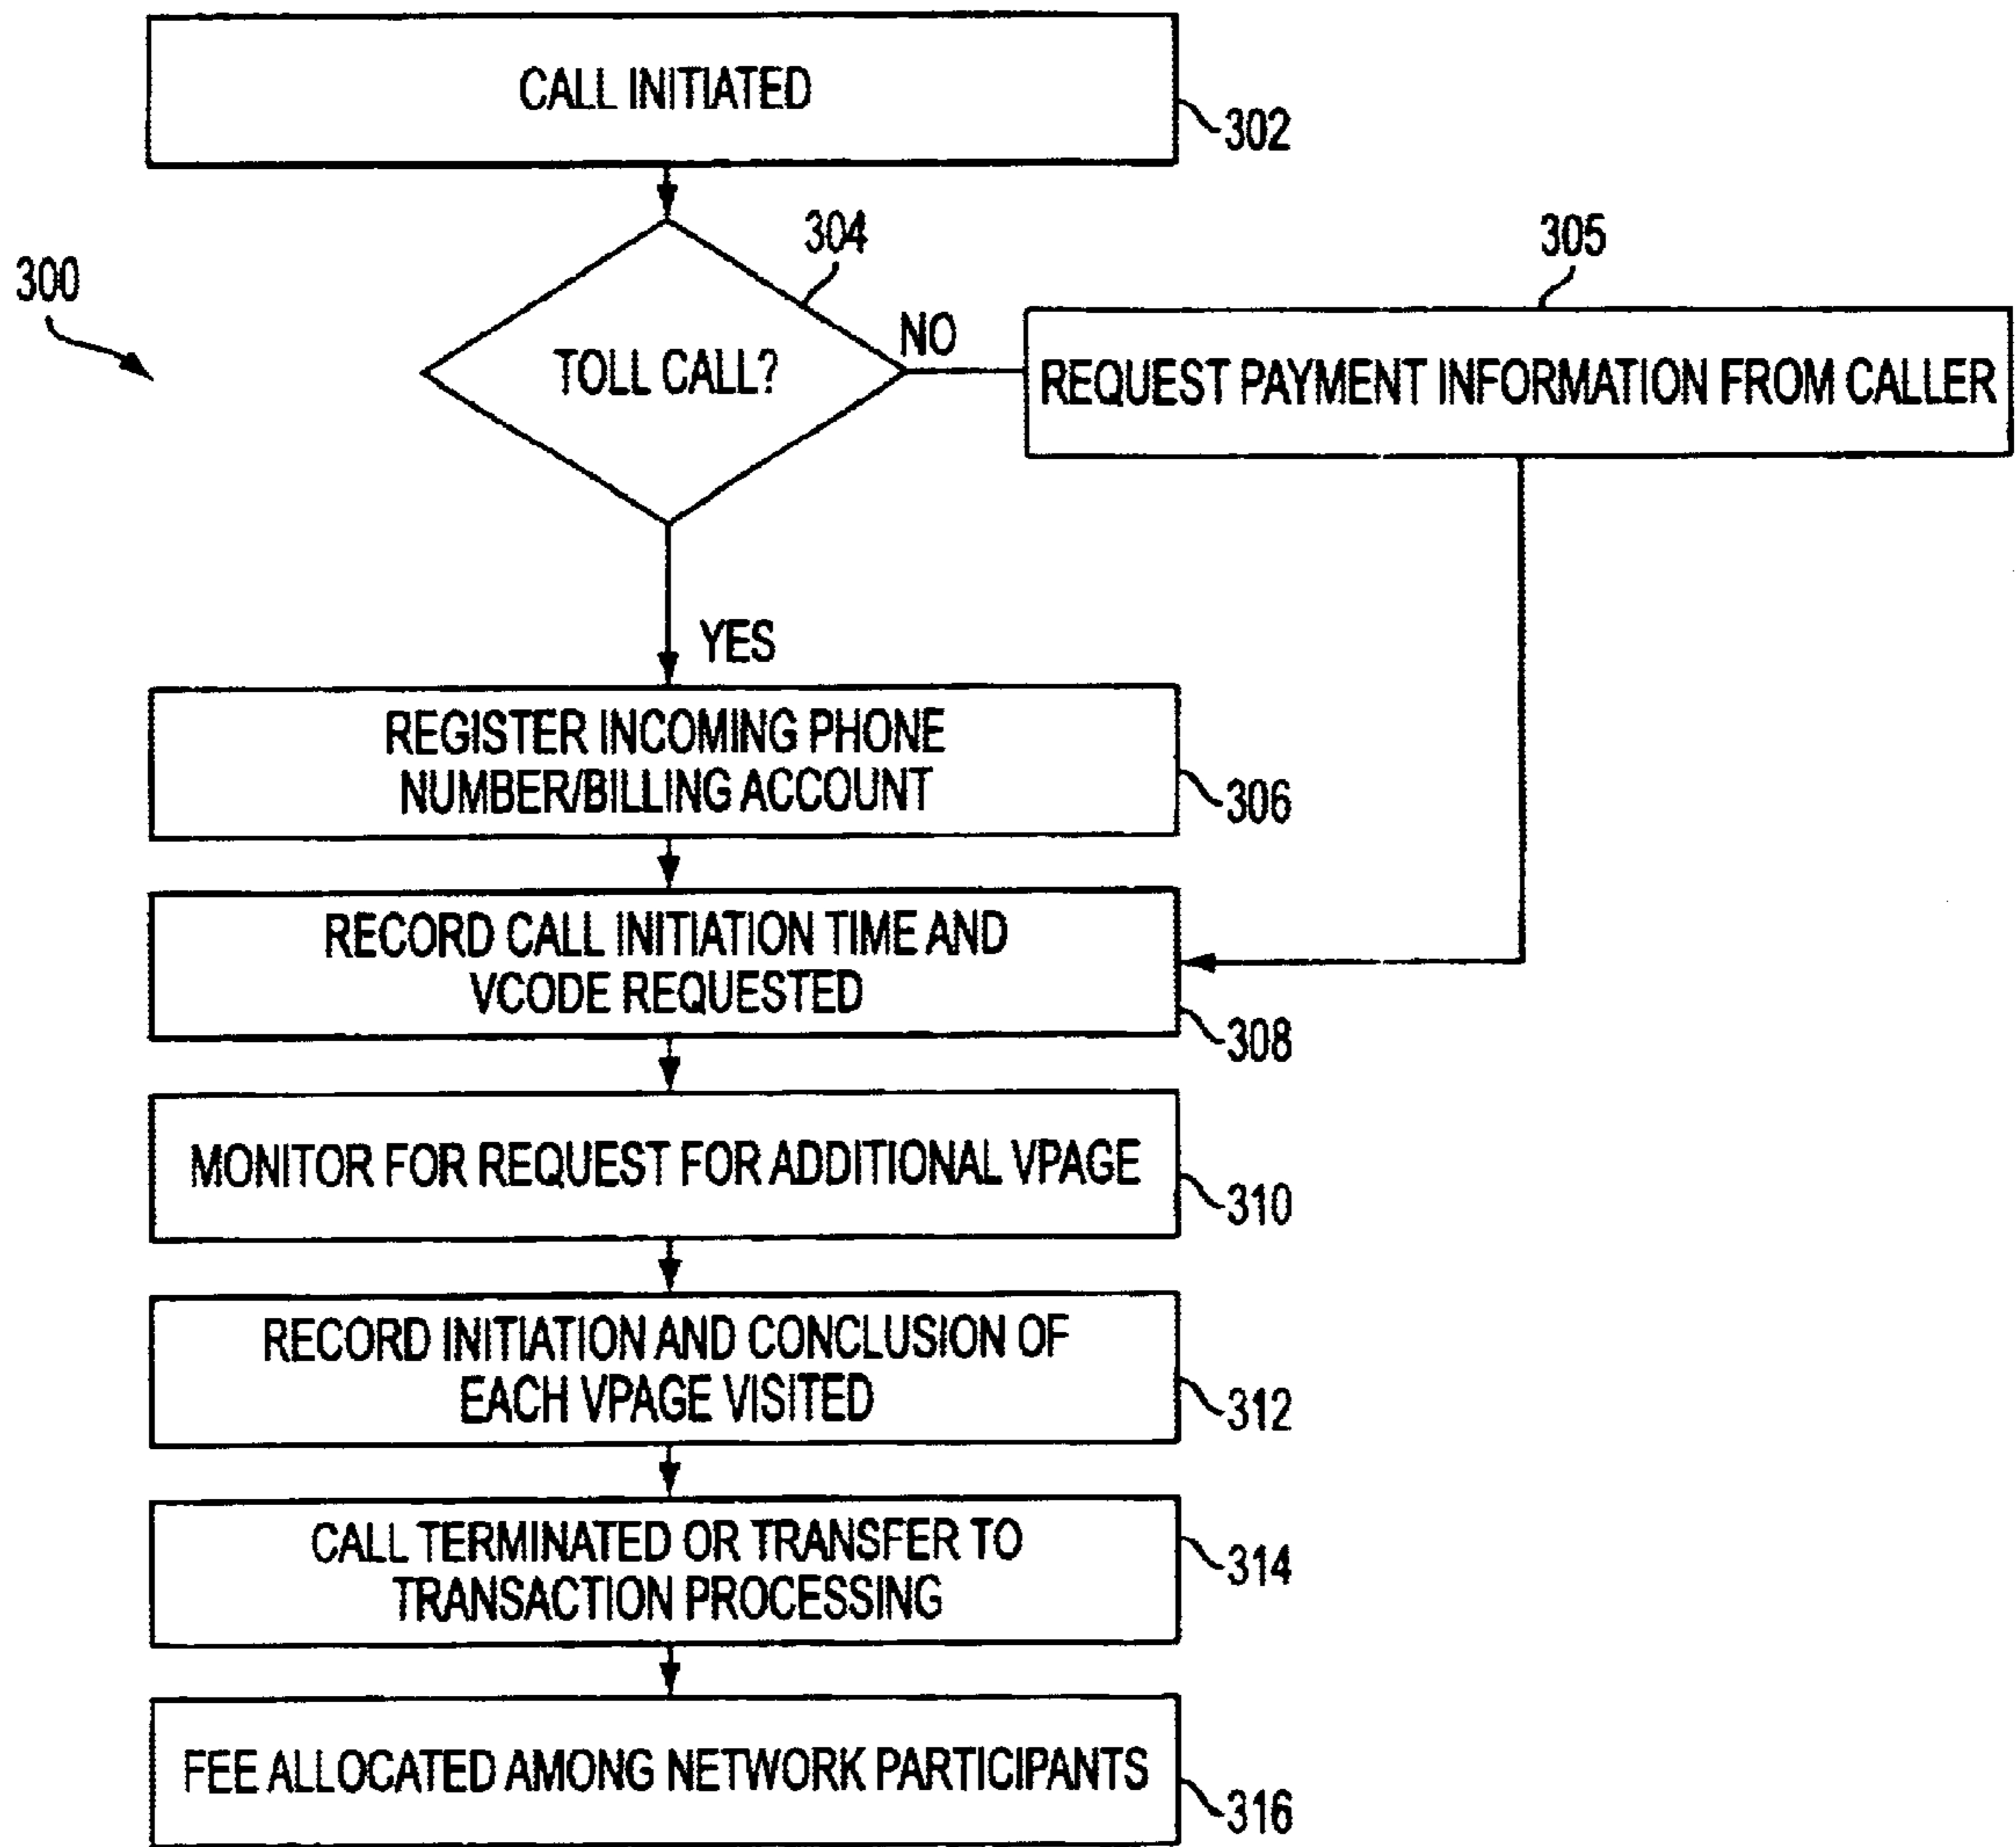 CALL INITIATED
302
304
305
300
NO
TOLL CALL?
REQUEST PAYMENT INFORMATION FROM CALLER
YES
REGISTER INCOMING PHONE
NUMBER/BILLING ACCOUNT
306
RECORD CALL INITIATION TIME AND
VCODE REQUESTED
308
MONITOR FOR REQUEST FOR ADDITIONAL VPAGE
310
RECORD INITIATION AND CONCLUSION OF
EACH VPAGE VISITED
312
CALL TERMINATED OR TRANSFER TO
TRANSACTION PROCESSING
314
FEE ALLOCATED AMONG NETWORK PARTICIPANTS
316